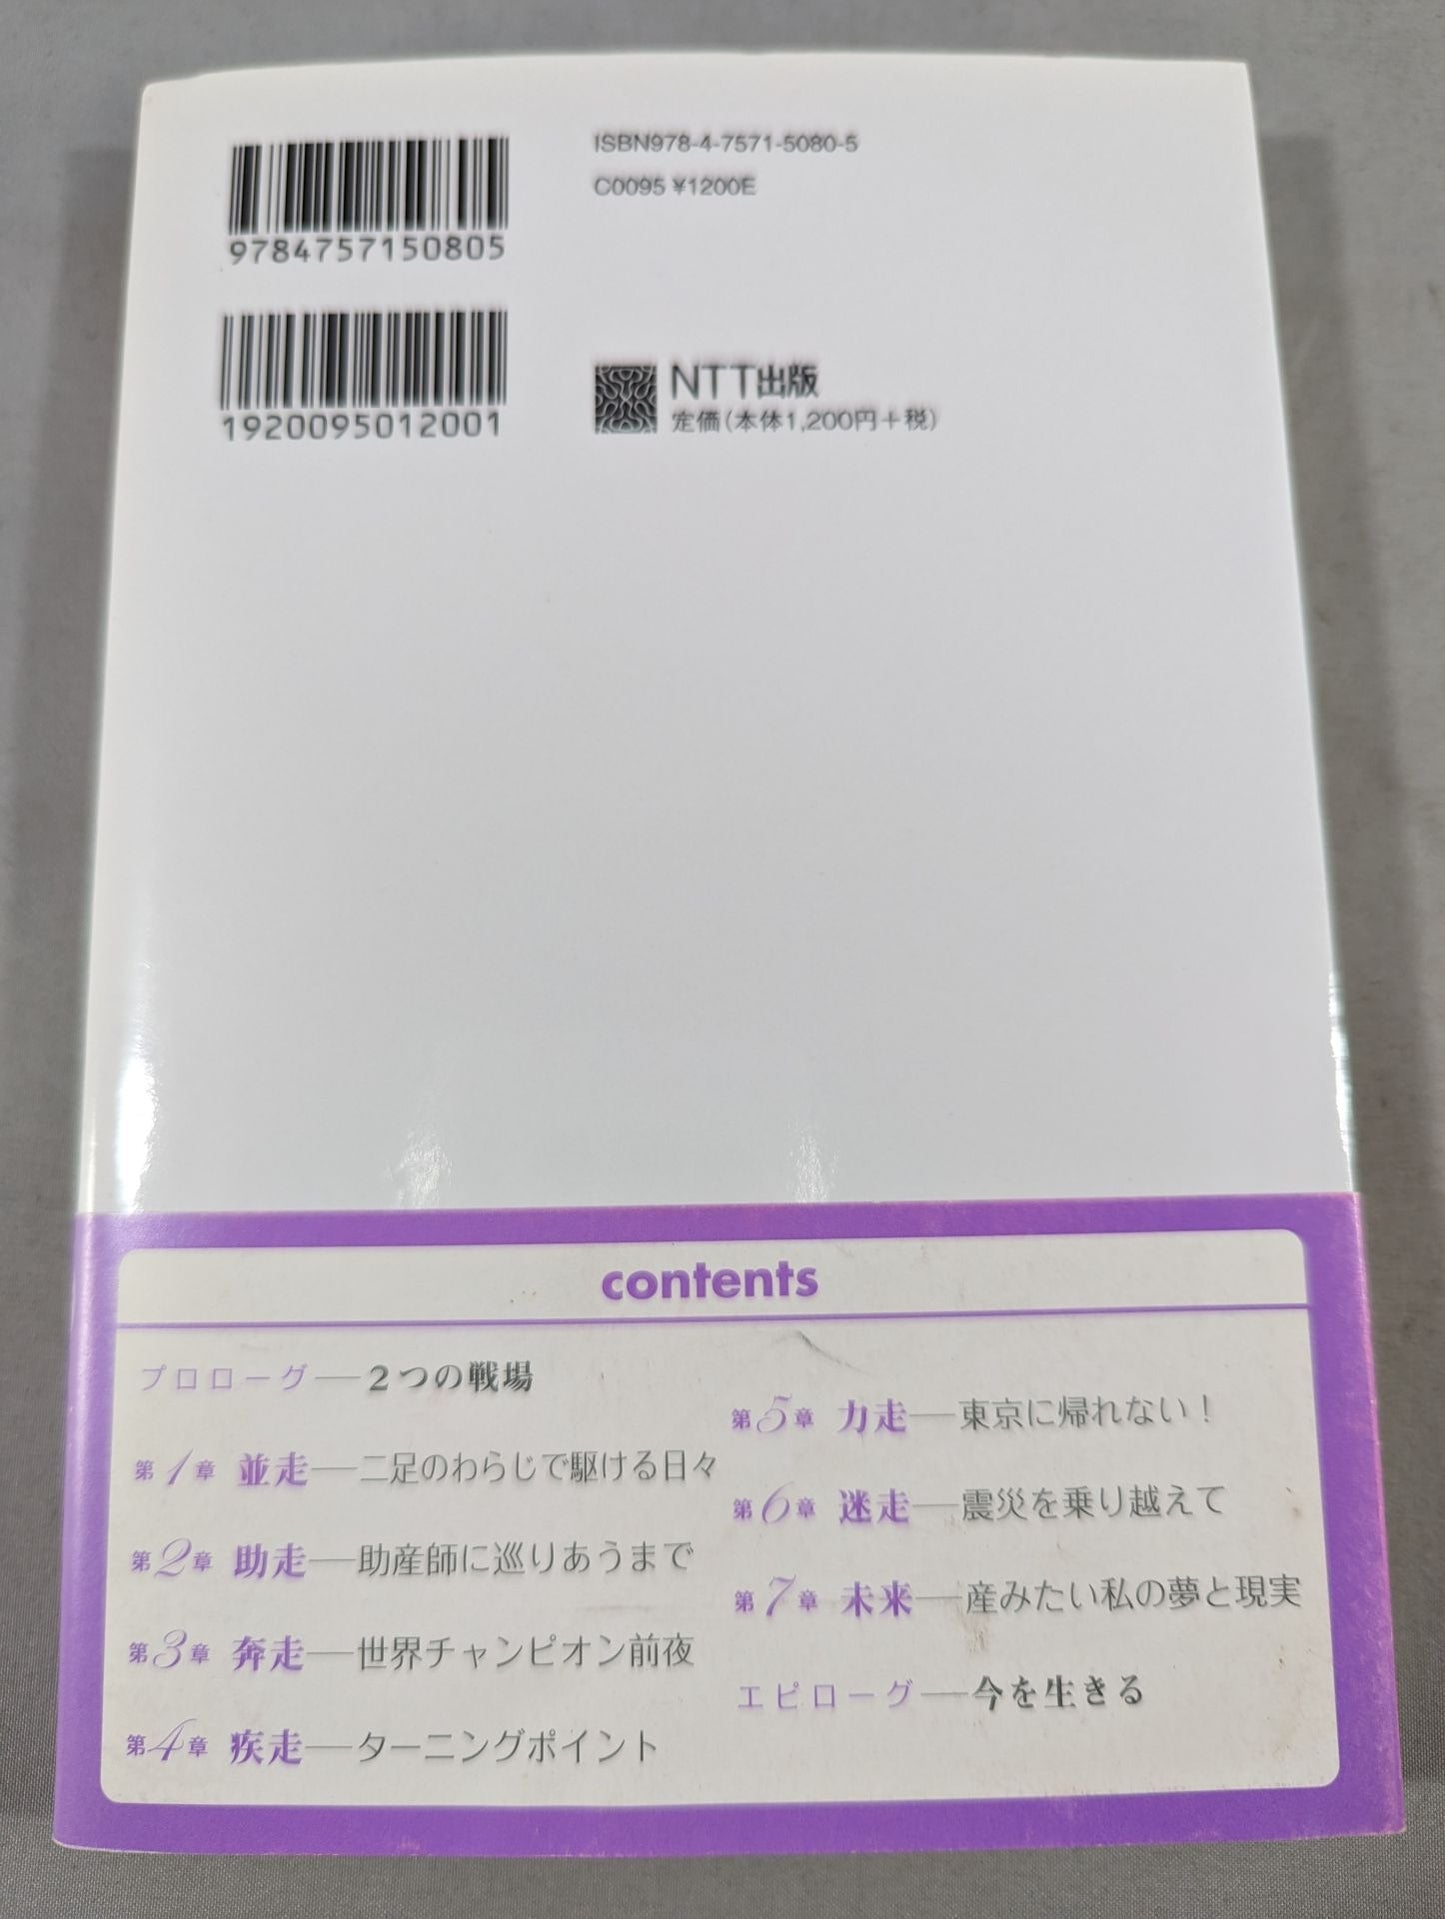 9784757150805
ISBN978-4-7571-5080-5
C0095 ¥1200E
1920095012001
NTT出版
定価(本体1,200円+税)
contents
プロローグ—2つの戦場
第1章 並走—二足のわらじで駆ける日々
第2章 助走—助産師に巡りあうまで
第3章 奔走—世界チャンピオン前夜
第4章 疾走—ターニングポイント
第5章 力走—東京に帰れない!
第6章 迷走—震災を乗り越えて
第7章 未来—産みたい私の夢と現実
エピローグ—今を生きる